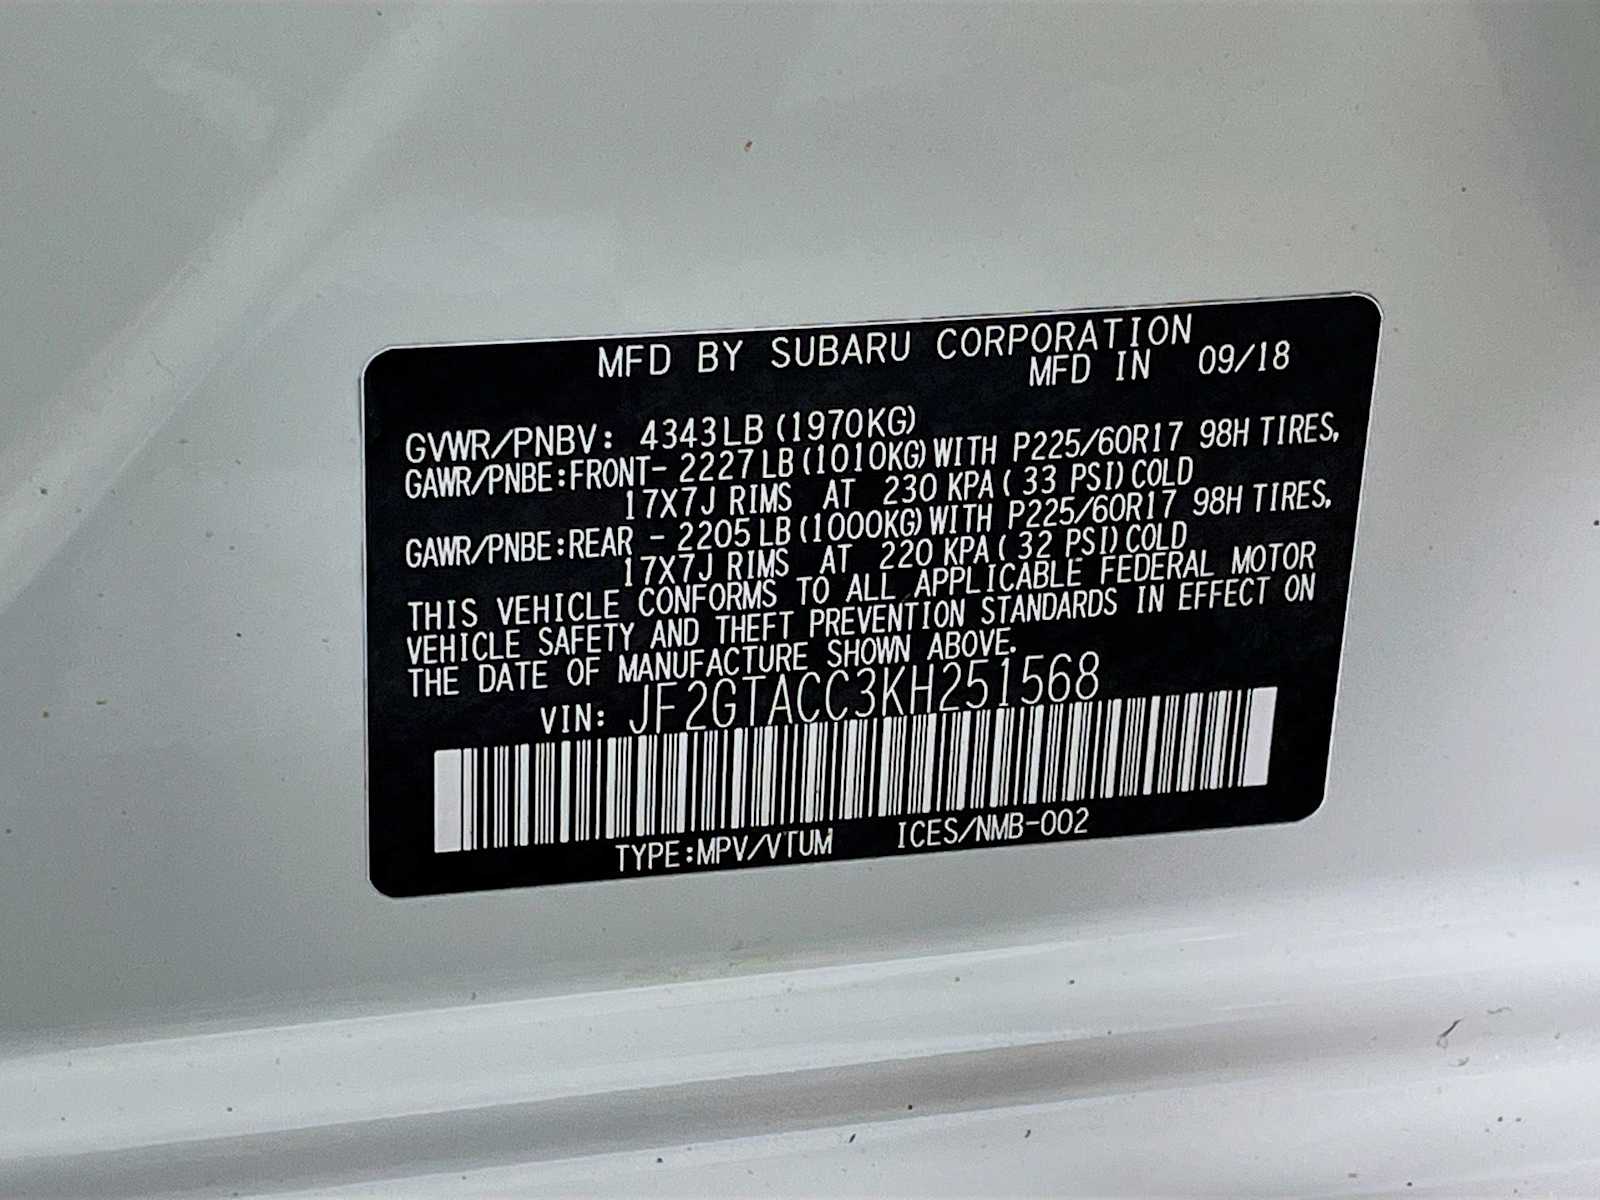 MFD BY SUBARU CORPORATION
MFD IN 09/18
GVWR/PNBV: 4343LB (1970KG)
GAWR/PNBE:FRONT- 2227LB(1010KG)WITH P225/60R17 98H TIRES,
17X7J RIMS AT 230 KPA( 33 PSI)COLD
GAWR/PNBE:REAR - 2205LB(1000KG)WITH P225/60R17 98H TIRES,
17X7J RIMS AT 220 KPA( 32 PSI)COLD
THIS VEHICLE CONFORMS TO ALL APPLICABLE FEDERAL MOTOR
VEHICLE SAFETY AND THEFT PREVENTION STANDARDS IN EFFECT ON
THE DATE OF MANUFACTURE SHOWN ABOVE.
VIN: JF2GTACC3KH251568
TYPE:MPV/VTUM ICES/NMB-002